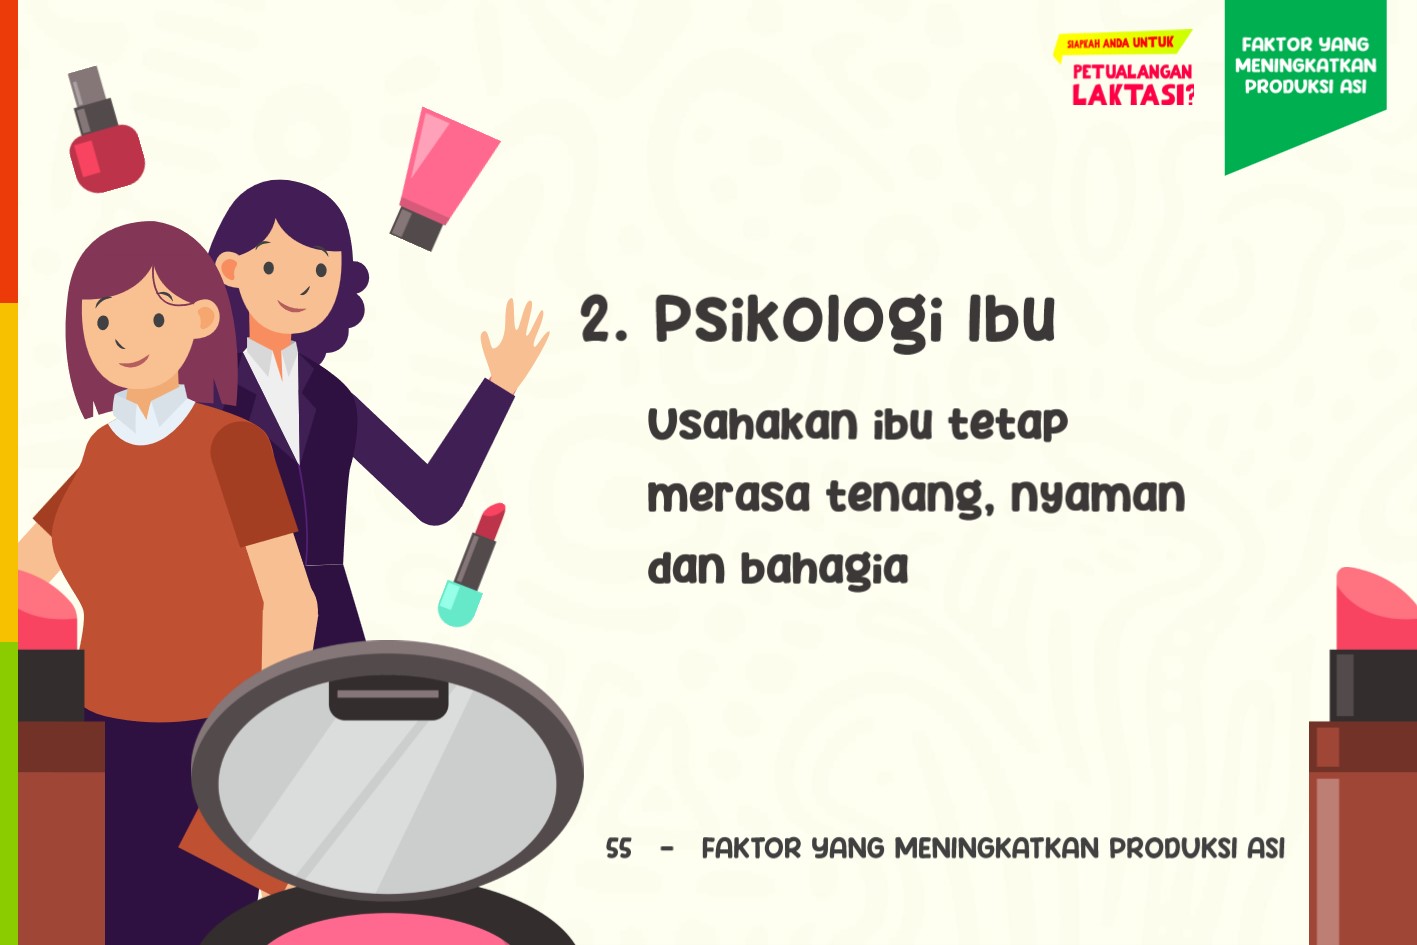 SIAPKAH ANDA UNTUK
PETUALANGAN
LAKTASI?
FAKTOR YANG
MENINGKATKAN
PRODUKSI ASI
2. Psikologi Ibu
Usahakan ibu tetap
merasa tenang, nyaman
dan bahagia
55 - FAKTOR YANG MENINGKATKAN PRODUKSI ASI